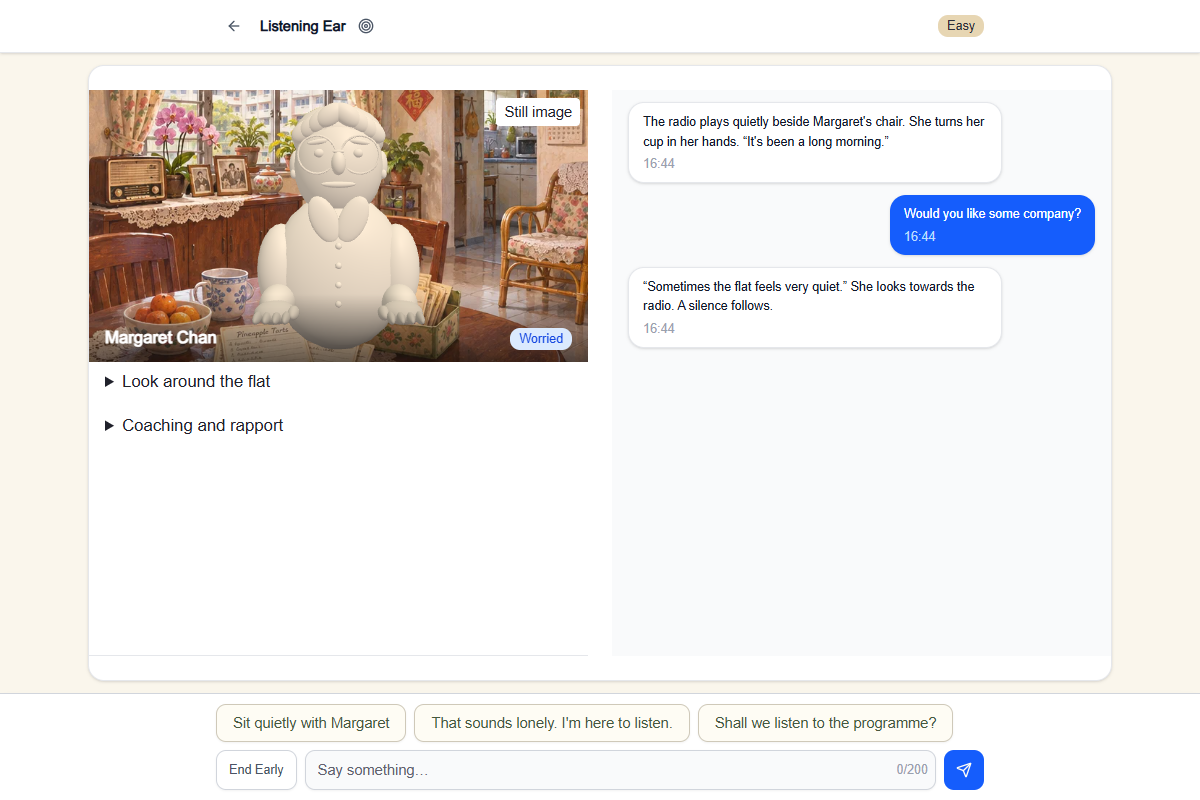 Listening Ear
Easy
Still image
福
Pineapple Tarts
Margaret Chan
Worried
Look around the flat
Coaching and rapport
The radio plays quietly beside Margaret's chair. She turns her
cup in her hands. “It's been a long morning.”
16:44
Would you like some company?
16:44
“Sometimes the flat feels very quiet.” She looks towards the
radio. A silence follows.
16:44
Sit quietly with Margaret
That sounds lonely. I'm here to listen.
Shall we listen to the programme?
End Early
Say something…
0/200